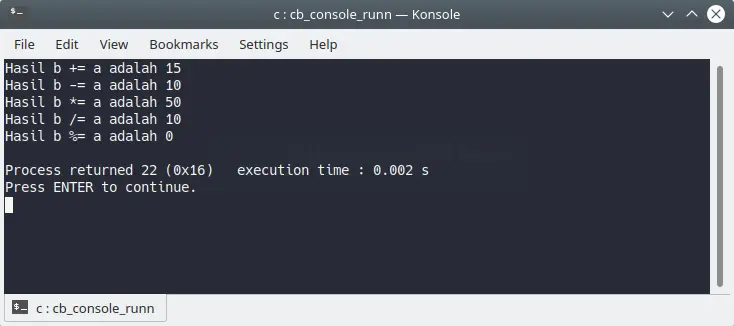 c : cb_console_runn — Konsole
File Edit View Bookmarks Settings Help
Hasil b += a adalah 15
Hasil b -= a adalah 10
Hasil b *= a adalah 50
Hasil b /= a adalah 10
Hasil b %= a adalah 0
Process returned 22 (0x16)   execution time : 0.002 s
Press ENTER to continue.
c : cb_console_runn